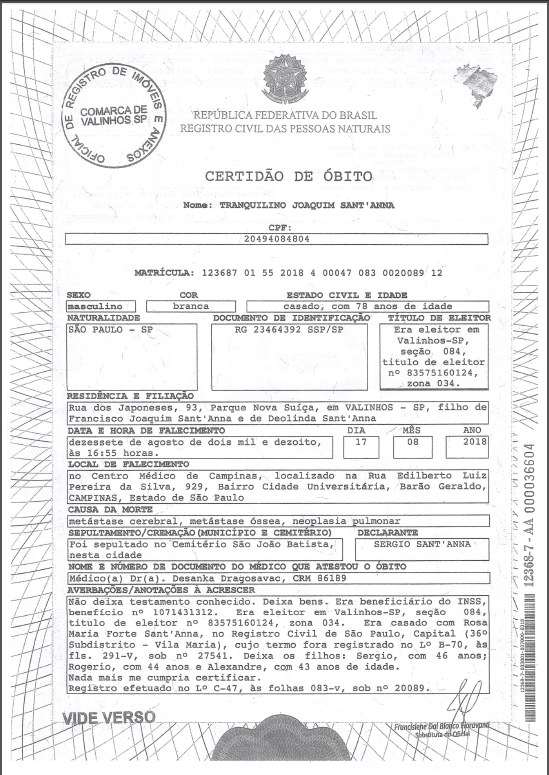 OFICIAL DE REGISTRO DE IMÓVEIS E ANEXOS
COMARCA DE
VALINHOS SP
REPÚBLICA FEDERATIVA DO BRASIL
REGISTRO CIVIL DAS PESSOAS NATURAIS
CERTIDÃO DE ÓBITO
Nome: TRANQUILINO JOAQUIM SANT'ANNA
CPF:
20494084804
MATRÍCULA: 123687 01 55 2018 4 00047 083 0020089 12
SEXO COR ESTADO CIVIL E IDADE
masculino branca casado, com 78 anos de idade
NATURALIDADE DOCUMENTO DE IDENTIFICAÇÃO TÍTULO DE ELEITOR
SÃO PAULO - SP RG 23464392 SSP/SP Era eleitor em
Valinhos-SP,
seção 084,
titulo de eleitor
nº 83575160124,
zona 034.
RESIDÊNCIA E FILIAÇÃO
Rua dos Japoneses, 93, Parque Nova Suíça, em VALINHOS - SP, filho de
Francisco Joaquim Sant'Anna e de Deolinda Sant'Anna
DATA E HORA DE FALECIMENTO DIA MÊS ANO
dezessete de agosto de dois mil e dezoito,
às 16:55 horas.
17 08 2018
LOCAL DE FALECIMENTO
no Centro Médico de Campinas, localizado na Rua Edilberto Luiz
Pereira da Silva, 929, Bairro Cidade Universitária, Barão Geraldo,
CAMPINAS, Estado de São Paulo
CAUSA DA MORTE
metástase cerebral, metástase óssea, neoplasia pulmonar
SEPULTAMENTO/CREMAÇÃO (MUNICÍPIO E CEMITÉRIO) DECLARANTE
Foi sepultado no Cemitério São João Batista,
nesta cidade
SERGIO SANT'ANNA
NOME E NÚMERO DE DOCUMENTO DO MÉDICO QUE ATESTOU O ÓBITO
Médico(a) Dr(a). Desanka Dragosavac, CRM 86189
AVERBAÇÕES/ANOTAÇÕES À ACRESCER
Não deixa testamento conhecido. Deixa bens. Era beneficiário do INSS,
benefício nº 107143112. Era eleitor em Valinhos-SP, seção 084,
titulo de eleitor nº 83575160124, zona 034. Era casado com Rosa
Maria Forte Sant'Anna, no Registro Civil de São Paulo, Capital (36º
Subdistrito - Vila Maria), cujo termo fora registrado no Lº B-70, às
fls. 291-V, sob nº 27541. Deixa os filhos: Sergio, com 46 anos;
Rogerio, com 44 anos e Alexandre, com 43 anos de idade.
Nada mais me cumpria certificar.
Registro efetuado no Lº C-47, às folhas 083-V, sob nº 20089.
VIDE VERSO
Substituta do Oficial
12368-7 - AA 000036604